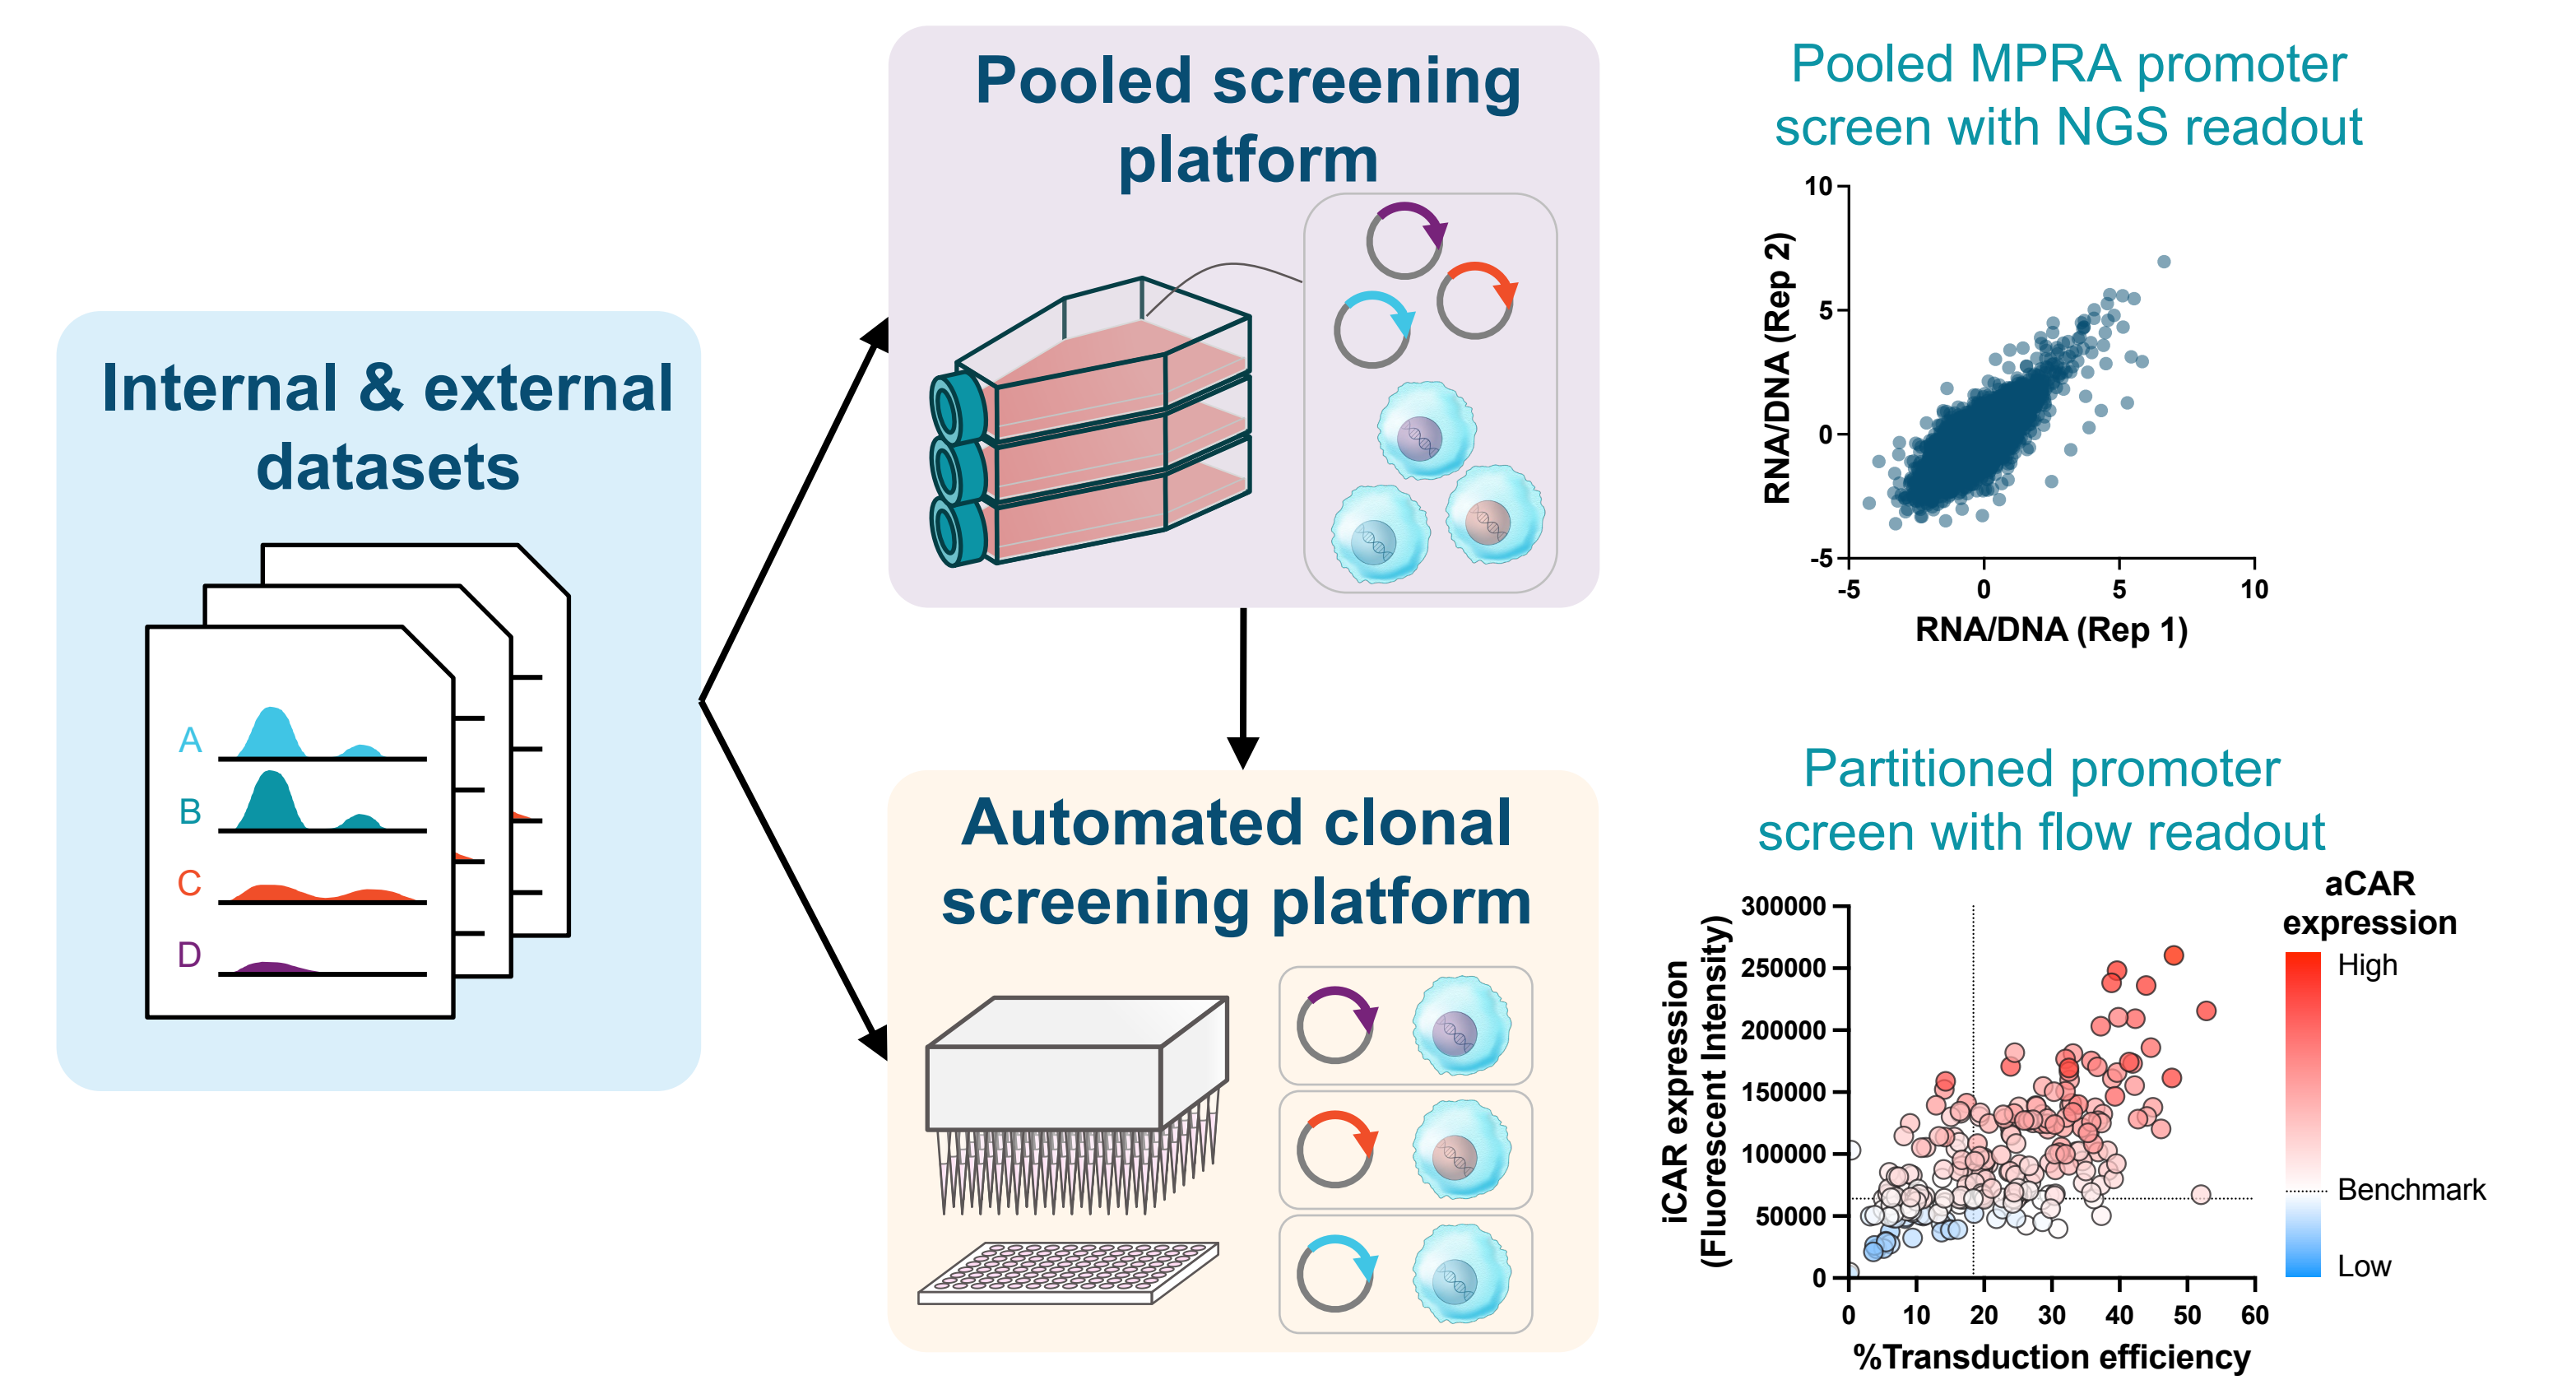 Internal & external
datasets
A
B
C
D
Pooled screening
platform
Automated clonal
screening platform
Pooled MPRA promoter
screen with NGS readout
RNA/DNA (Rep 2)
10
5
0
-5
-5 0 5 10
RNA/DNA (Rep 1)
Partitioned promoter
screen with flow readout
iCAR expression
(Fluorescent Intensity)
300000
250000
200000
150000
100000
50000
0
0 10 20 30 40 50 60
%Transduction efficiency
aCAR
expression
High
Benchmark
Low